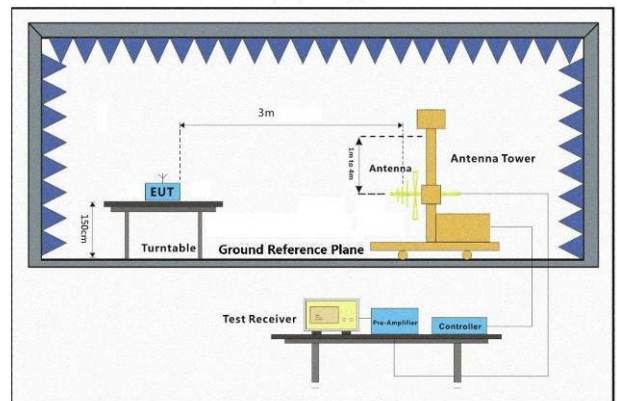 3m
1m to 4m
Antenna
Antenna Tower
EUT
150cm
Turntable
Ground Reference Plane
Test Receiver
Pre-Amplifier
Controller